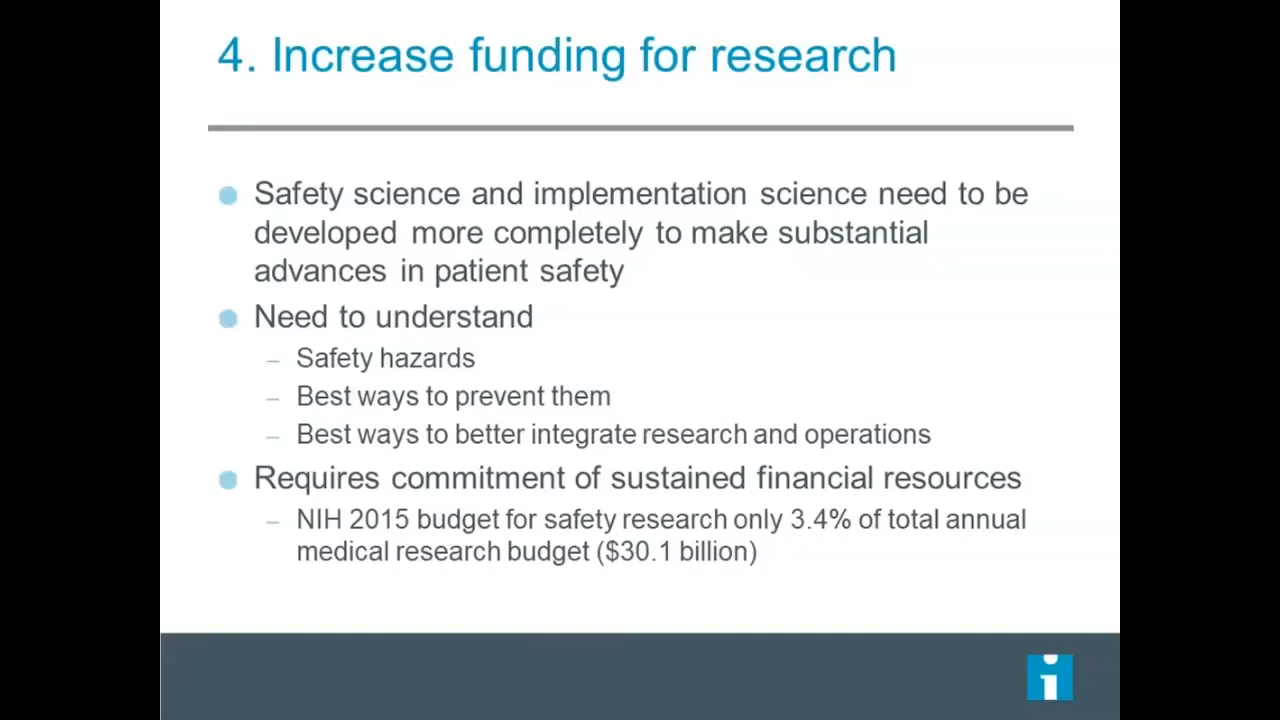 4. Increase funding for research
Safety science and implementation science need to be
developed more completely to make substantial
advances in patient safety
Need to understand
– Safety hazards
– Best ways to prevent them
– Best ways to better integrate research and operations
Requires commitment of sustained financial resources
– NIH 2015 budget for safety research only 3.4% of total annual
medical research budget ($30.1 billion)
i